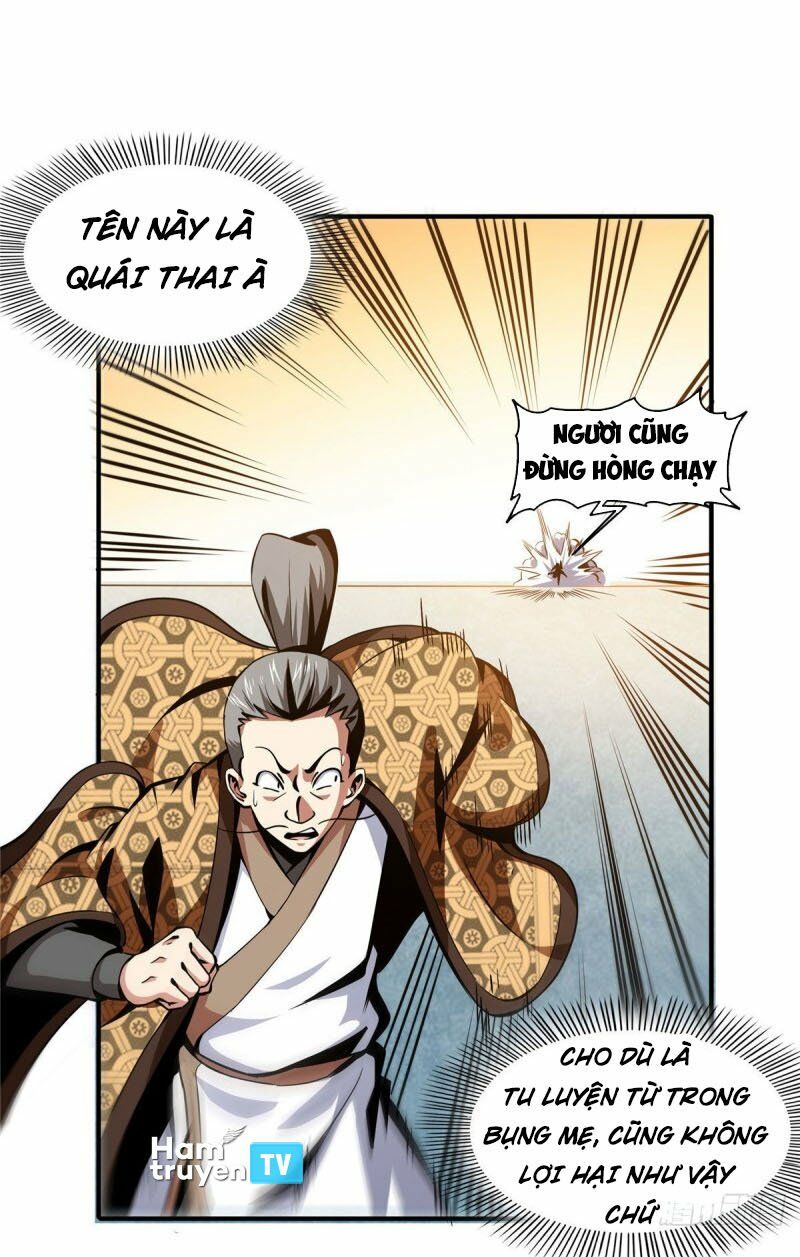 TÊN NÀY LÀ
QUÁI THAI À
NGƯƠI CŨNG
ĐỪNG HÒNG CHẠY
CHO DÙ LÀ
TU LUYỆN TỪ TRONG
BỤNG MẸ, CŨNG KHÔNG
LỢI HẠI NHƯ VẬY
CHỨ
Ham
truyen TV